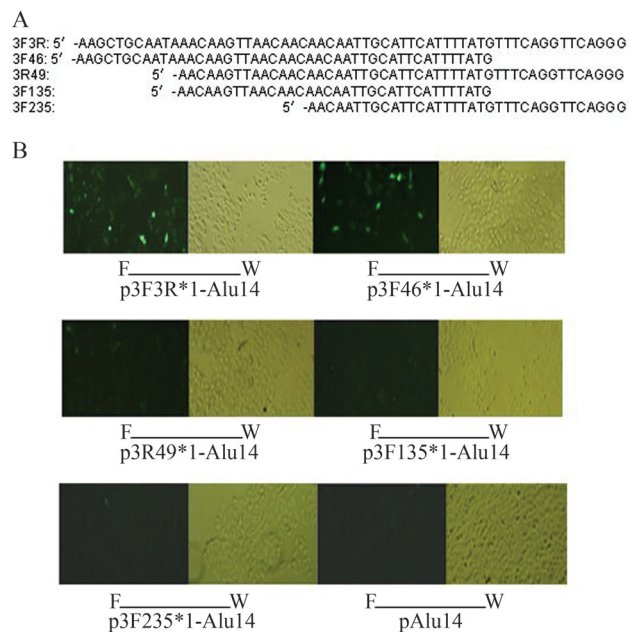 A
3F3R: 5′ -AAGCTGCAATAAACAAGTTAACAACAACAATTGCATTCATTTTATGTTTCAGGTTCAGGG
3F46: 5′ -AAGCTGCAATAAACAAGTTAACAACAACAATTGCATTCATTTTATG
3R49: 5′ -AACAAGTTAACAACAACAATTGCATTCATTTTATGTTTCAGGTTCAGGG
3F135: 5′ -AACAAGTTAACAACAACAATTGCATTCATTTTATG
3F235: 5′ -AACAATTGCATTCATTTTATGTTTCAGGTTCAGGG
B
F W F W
p3F3R*1-Alu14 p3F46*1-Alu14
F W F W
p3R49*1-Alu14 p3F135*1-Alu14
F W F W
p3F235*1-Alu14 pAlu14